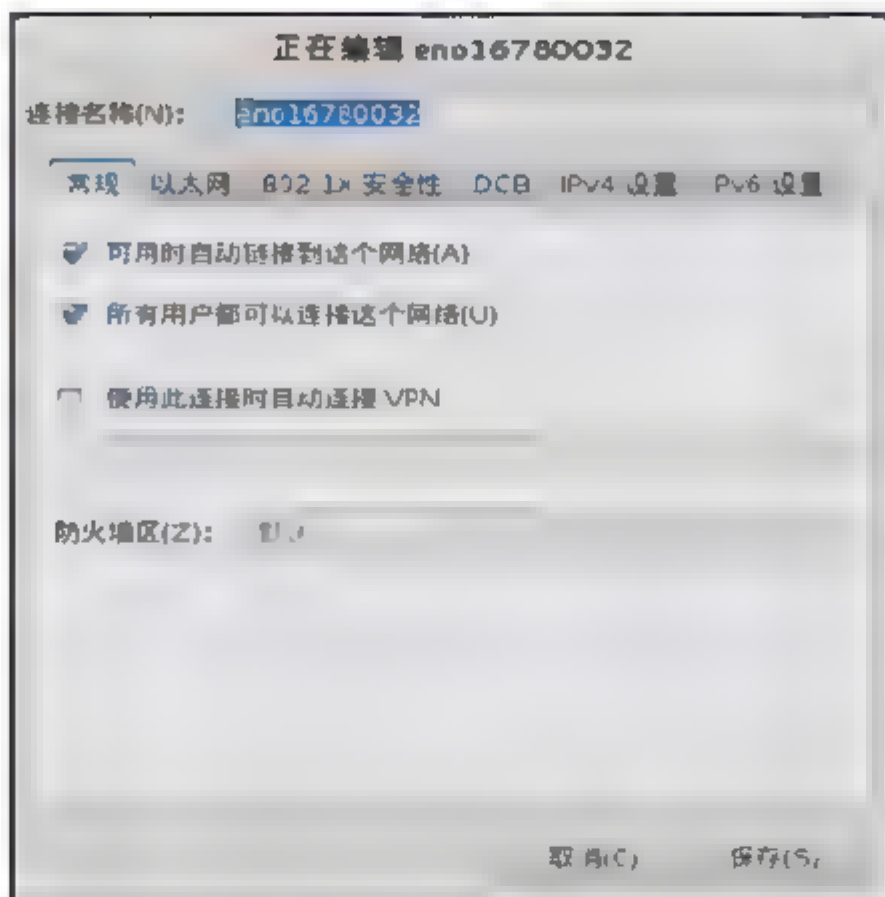 正在编辑 eno16780032
连接名称(N): eno16780032
常规 以太网 802.1x 安全性 DCB IPv4 设置 IPv6 设置
可用时自动链接到这个网络(A)
所有用户都可以连接这个网络(U)
使用此连接时自动连接 VPN
防火墙区(Z): 默认
取消(C) 保存(S)